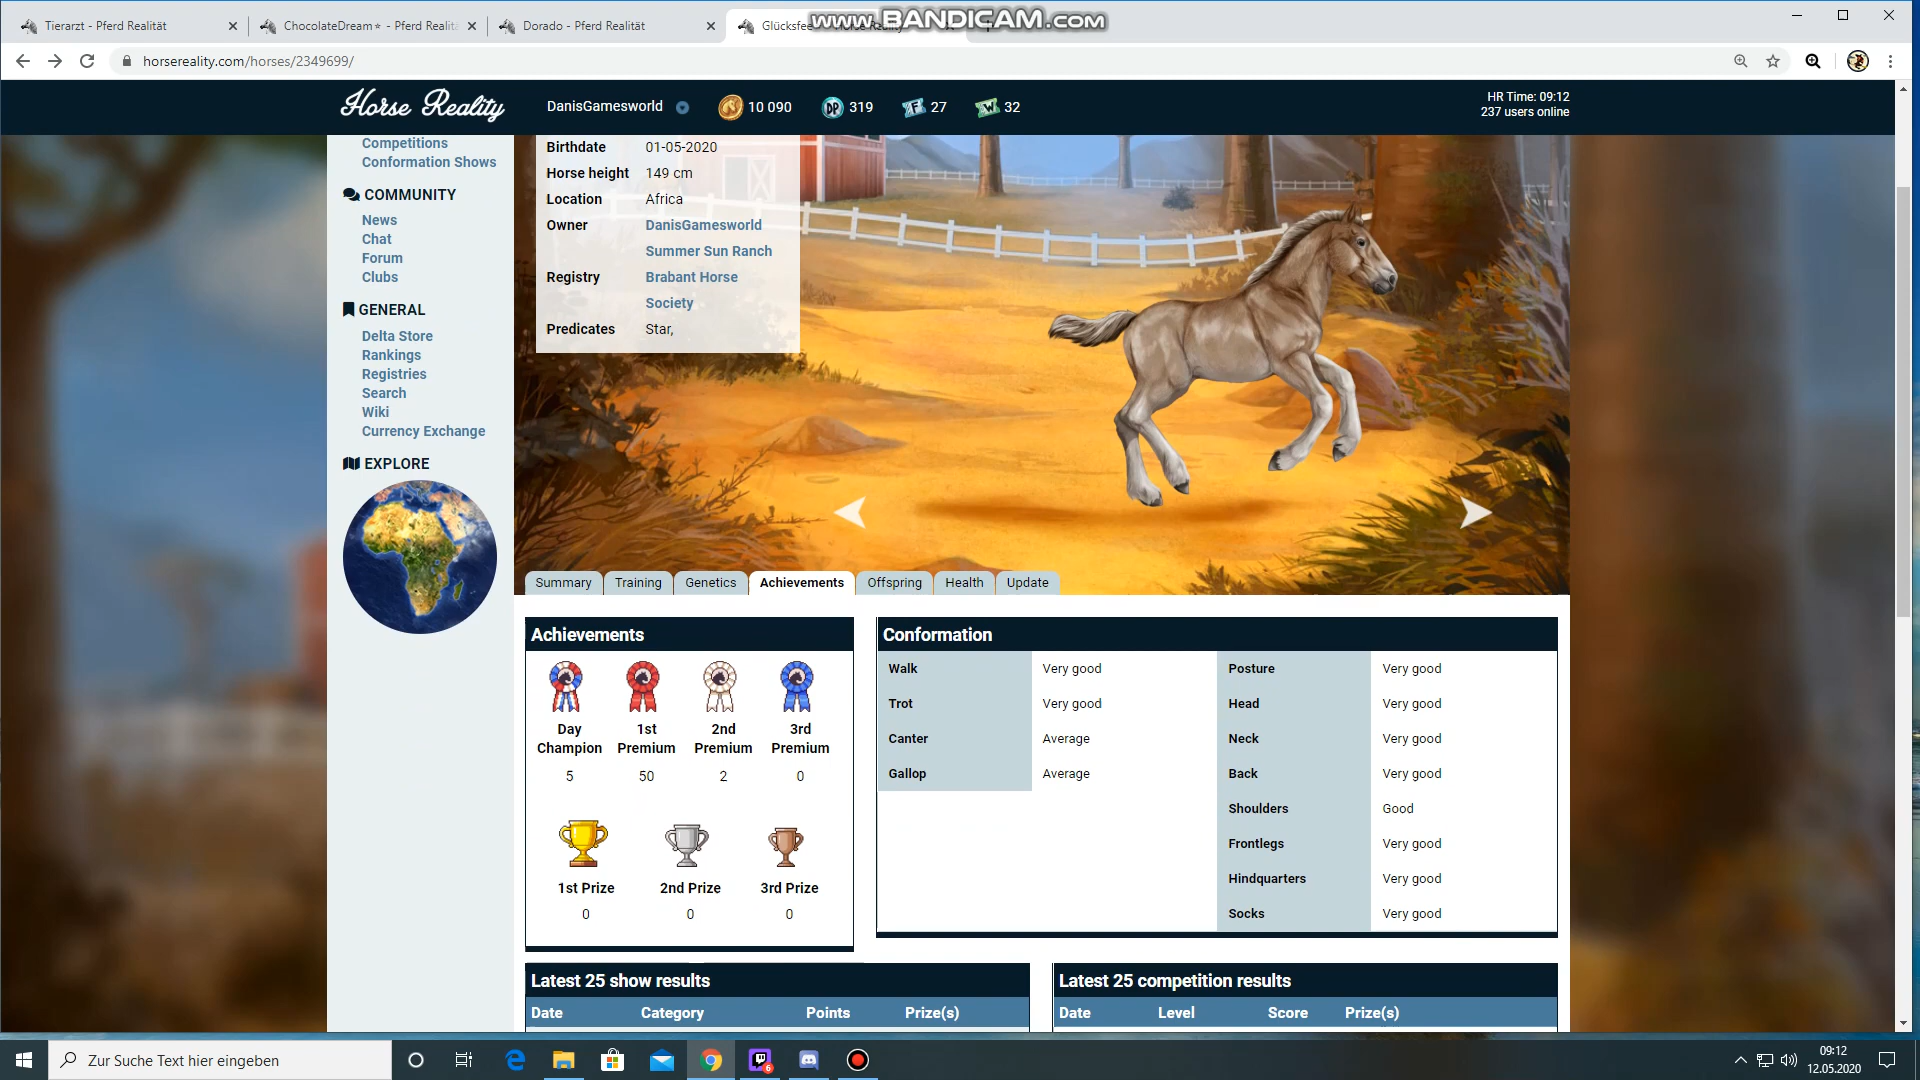 Tierarzt - Pferd Realität
ChocolateDream☆ - Pferd Realit
Dorado - Pferd Realität
Glücksfee
www.BANDICAM.com
horsereality.com/horses/2349699/
Horse Reality
DanisGamesworld
10 090
DP
319
F
27
W
32
HR Time: 09:12
237 users online
Competitions
Conformation Shows
COMMUNITY
News
Chat
Forum
Clubs
GENERAL
Delta Store
Rankings
Registries
Search
Wiki
Currency Exchange
EXPLORE
Birthdate 01-05-2020
Horse height 149 cm
Location Africa
Owner DanisGamesworld
Summer Sun Ranch
Registry Brabant Horse
Society
Predicates Star,
Summary Training Genetics Achievements Offspring Health Update
Achievements
Day Champion 1st Premium 2nd Premium 3rd Premium
5 50 2 0
1st Prize 2nd Prize 3rd Prize
0 0 0
Conformation
Walk Very good Posture Very good
Trot Very good Head Very good
Canter Average Neck Very good
Gallop Average Back Very good
Shoulders Good
Frontlegs Very good
Hindquarters Very good
Socks Very good
Latest 25 show results
Date Category Points Prize(s)
Latest 25 competition results
Date Level Score Prize(s)
Zur Suche Text hier eingeben
6
09:12
12.05.2020